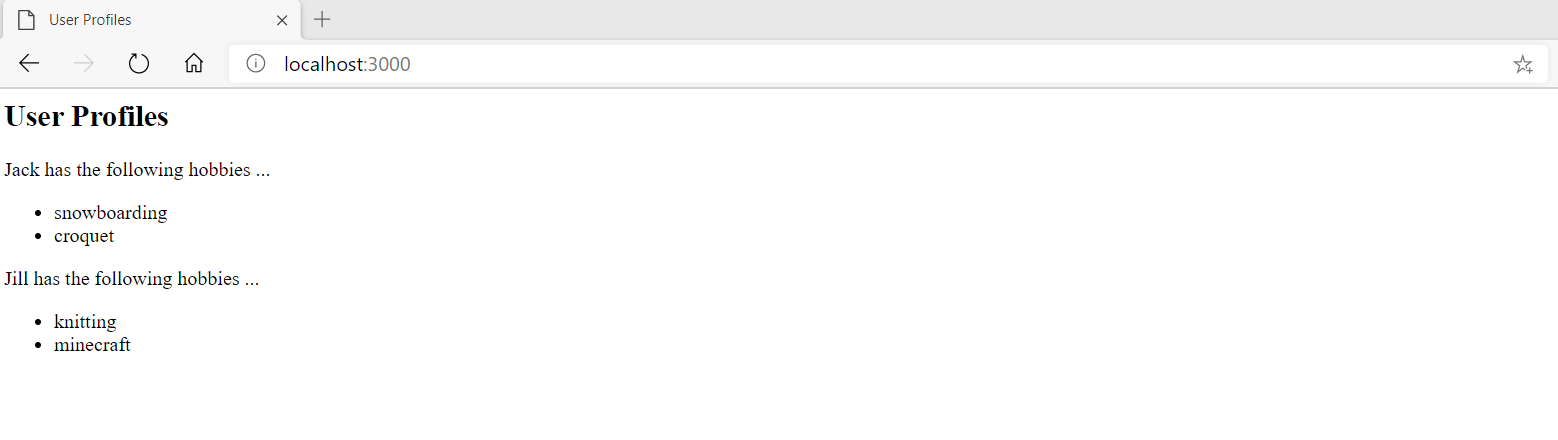 User Profiles
localhost:3000
User Profiles
Jack has the following hobbies ...
snowboarding
croquet
Jill has the following hobbies ...
knitting
minecraft